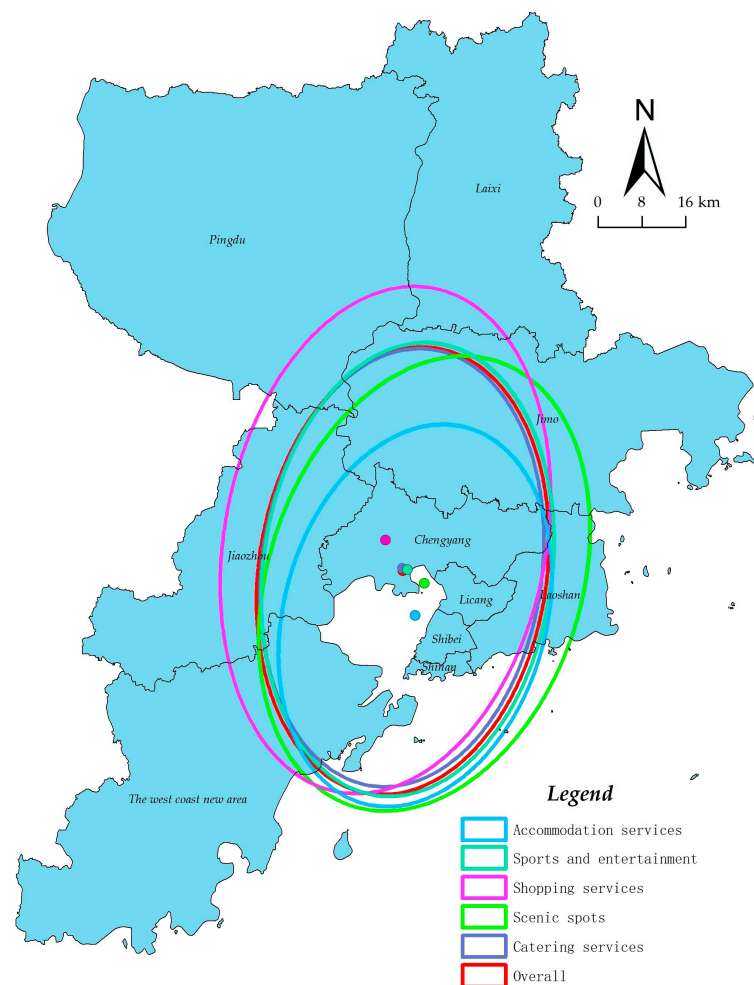 N
0 8 16 km
Laixi
Pingdu
Jimo
Chengyang
Jiaozhou
Licang
Laoshan
Shibei
Shinan
The west coast new area
Legend
Accommodation services
Sports and entertainment
Shopping services
Scenic spots
Catering services
Overall